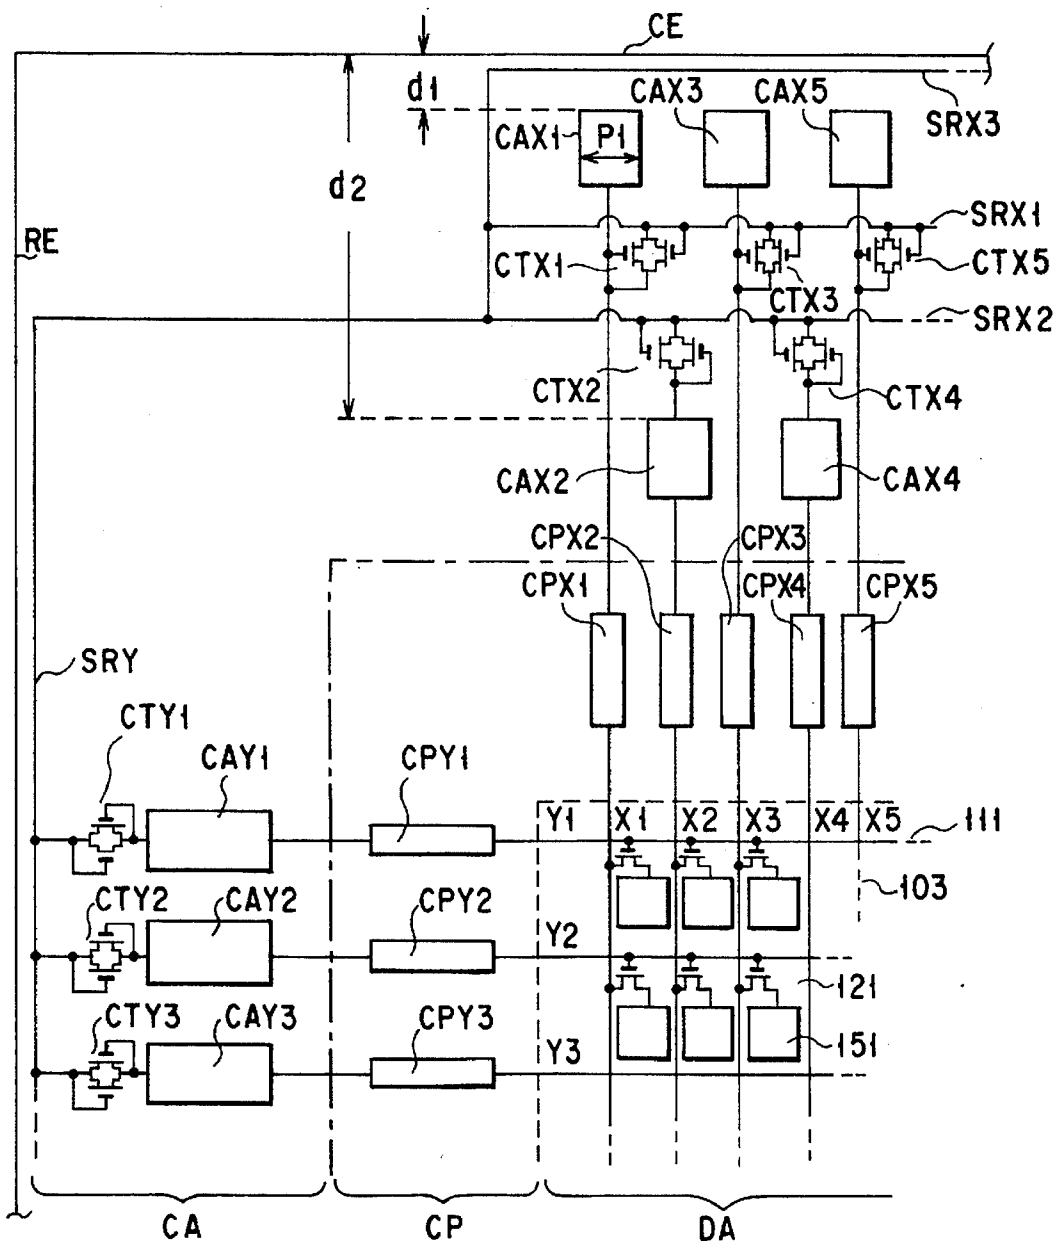 CE
d1
CAX3
CAX5
SRX3
CAX1
P1
d2
SRX1
RE
CTX1
CTX5
CTX3
SRX2
CTX2
CTX4
CAX2
CAX4
CPX2
CPX3
CPX1
CPX4
CPX5
SRY
CTY1
CAY1
CPY1
Y1
X1
X2
X3
X4
X5
111
CTY2
CAY2
CPY2
103
Y2
CTY3
CAY3
CPY3
121
Y3
151
CA
CP
DA